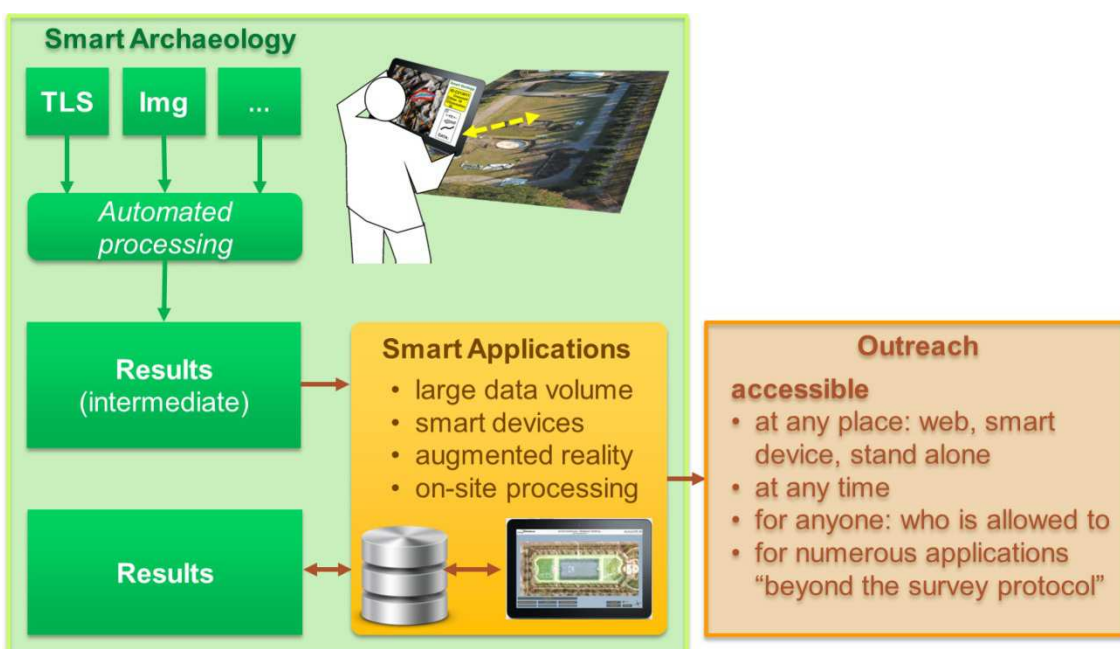 Smart Archaeology
TLS
Img
...
Automated
processing
Results
(intermediate)
Results
Smart Applications
• large data volume
• smart devices
• augmented reality
• on-site processing
Outreach
accessible
• at any place: web, smart
device, stand alone
• at any time
• for anyone: who is allowed to
• for numerous applications
“beyond the survey protocol”